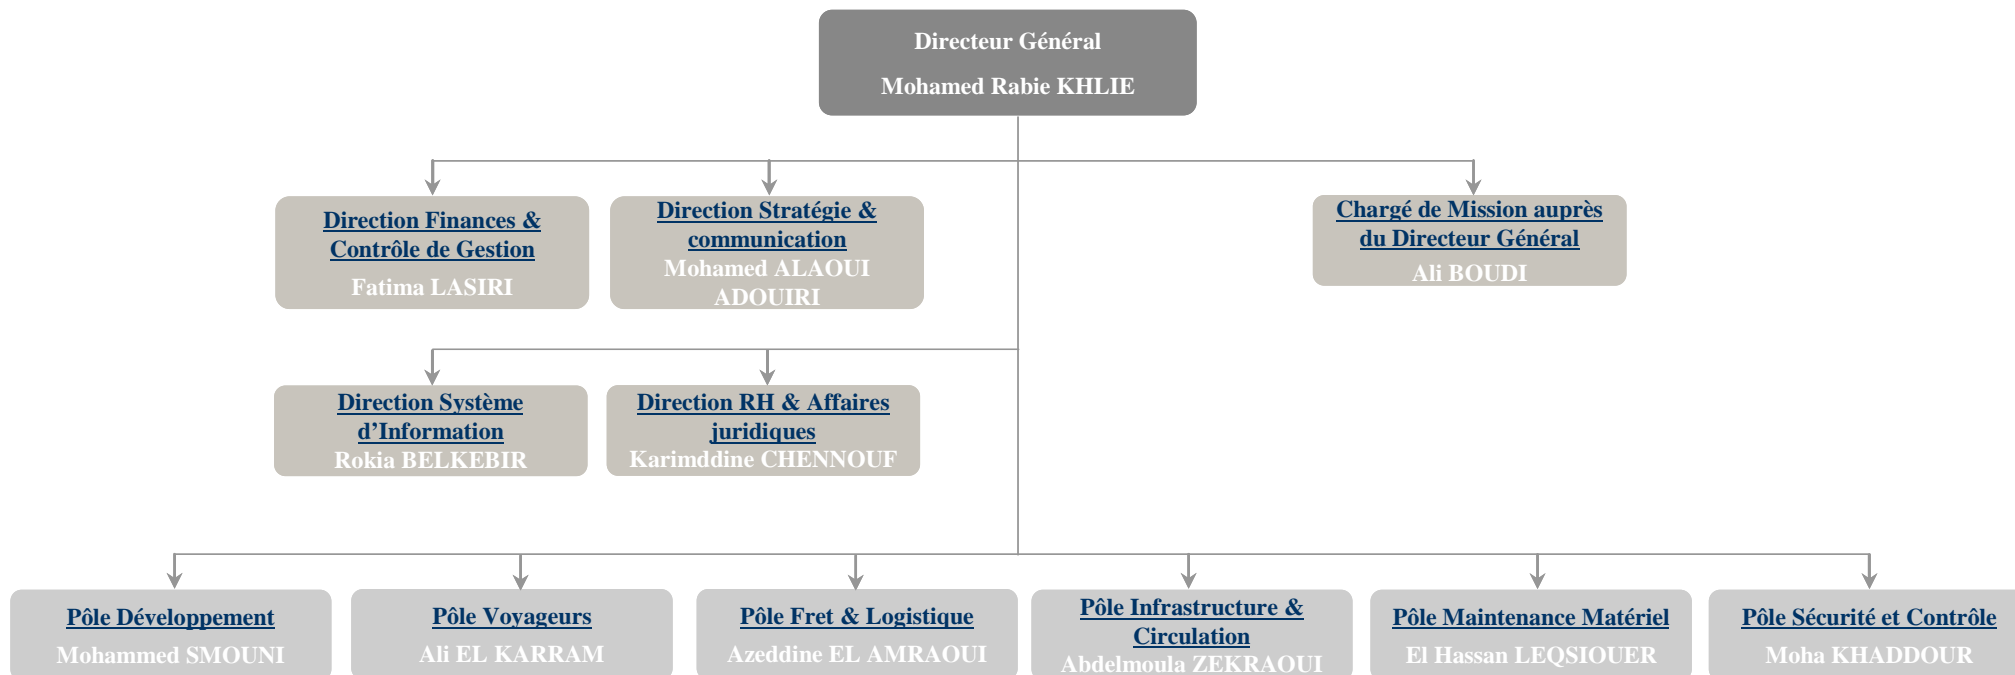 Directeur Général
Mohamed Rabie KHLIE
Direction Finances &
Contrôle de Gestion
Fatima LASIRI
Direction Stratégie &
communication
Mohamed ALAOUI
ADOUIRI
Chargé de Mission auprès
du Directeur Général
Ali BOUDI
Direction Système
d’Information
Rokia BELKEBIR
Direction RH & Affaires
juridiques
Karimddine CHENNOUF
Pôle Développement
Mohammed SMOUNI
Pôle Voyageurs
Ali EL KARRAM
Pôle Fret & Logistique
Azeddine EL AMRAOUI
Pôle Infrastructure &
Circulation
Abdelmoula ZEKRAOUI
Pôle Maintenance Matériel
El Hassan LEQSIOUER
Pôle Sécurité et Contrôle
Moha KHADDOUR